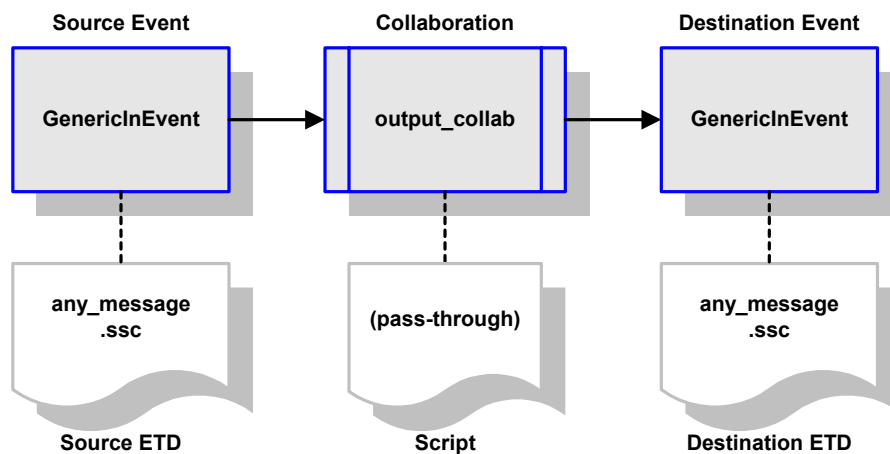 Source Event
Collaboration
Destination Event
GenericInEvent
output_collab
GenericInEvent
any_message
.ssc
(pass-through)
any_message
.ssc
Source ETD
Script
Destination ETD